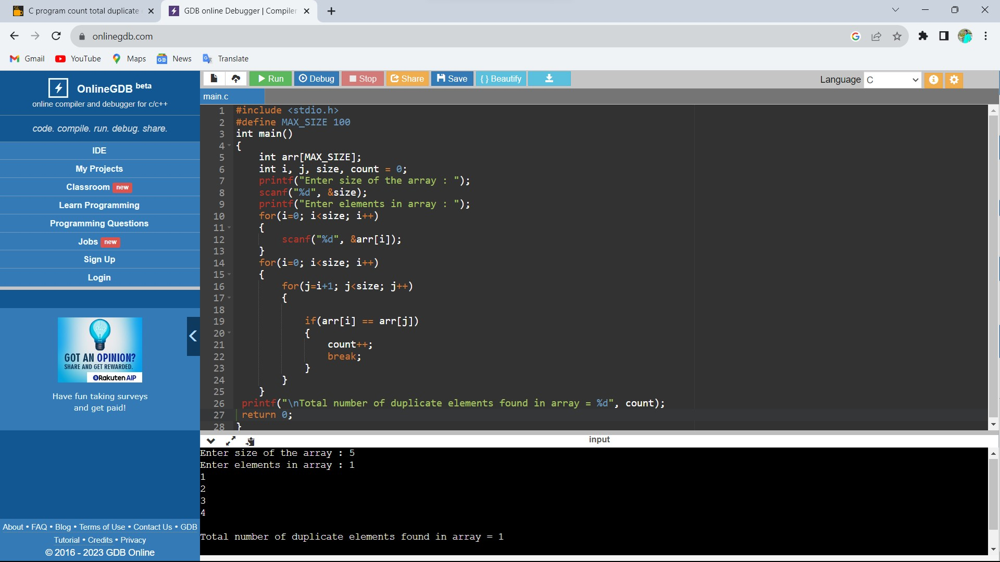 C program count total duplicate
GDB online Debugger | Compiler
onlinegdb.com
Gmail YouTube Maps News Translate
OnlineGDB beta
online compiler and debugger for c/c++
code. compile. run. debug. share.
IDE
My Projects
Classroom new
Learn Programming
Programming Questions
Jobs new
Sign Up
Login
GOT AN OPINION?
SHARE AND GET REWARDED.
Rakuten AIP
Have fun taking surveys
and get paid!
About • FAQ • Blog • Terms of Use • Contact Us • GDB
Tutorial • Credits • Privacy
© 2016 - 2023 GDB Online
Run Debug Stop Share Save { } Beautify
Language C
main.c
1 #include <stdio.h>
2 #define MAX_SIZE 100
3 int main()
4 {
5 int arr[MAX_SIZE];
6 int i, j, size, count = 0;
7 printf("Enter size of the array : ");
8 scanf("%d", &size);
9 printf("Enter elements in array : ");
10 for(i=0; i<size; i++)
11 {
12 scanf("%d", &arr[i]);
13 }
14 for(i=0; i<size; i++)
15 {
16 for(j=i+1; j<size; j++)
17 {
18
19 if(arr[i] == arr[j])
20 {
21 count++;
22 break;
23 }
24 }
25 }
26 printf("\nTotal number of duplicate elements found in array = %d", count);
27 return 0;
28 }
input
Enter size of the array : 5
Enter elements in array : 1
1
2
3
4
Total number of duplicate elements found in array = 1